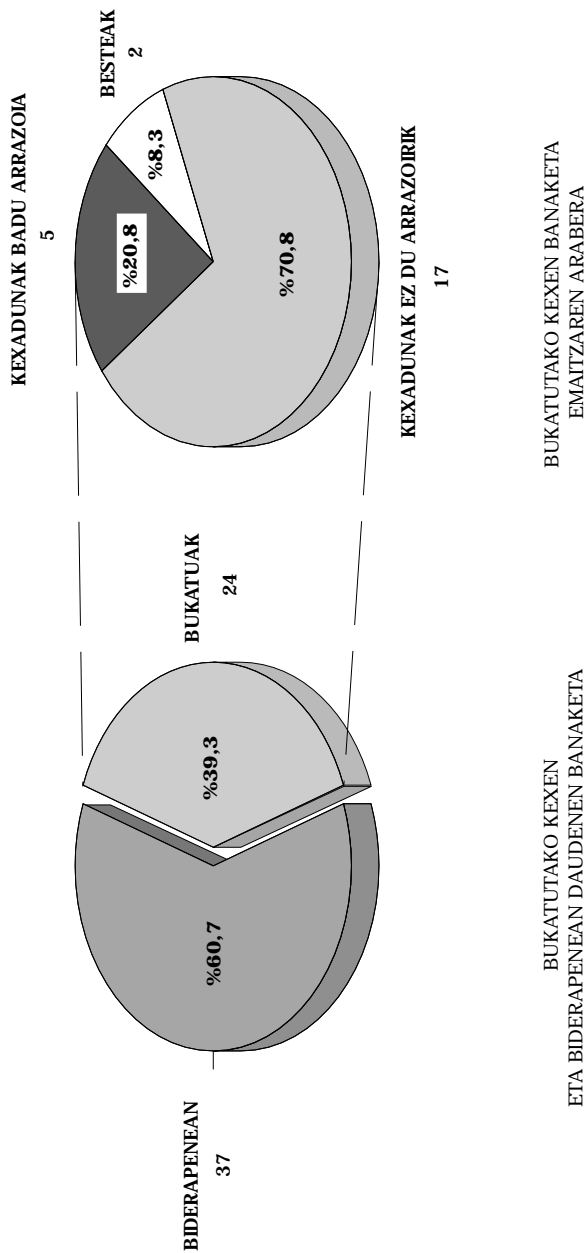 KEXADUNAK BADU ARRAZOIA
5
BESTEAK
2
%8,3
%20,8
%70,8
KEXADUNAK EZ DU ARRAZOIRIK
17
BUKATUTAKO KEXEN BANAKETA
EMAITZAREN ARABERA
BUKATUAK
24
%39,3
%60,7
BIDERAPENEAN
37
BUKATUTAKO KEXEN
ETA BIDERAPENEAN DAUDENEN BANAKETA